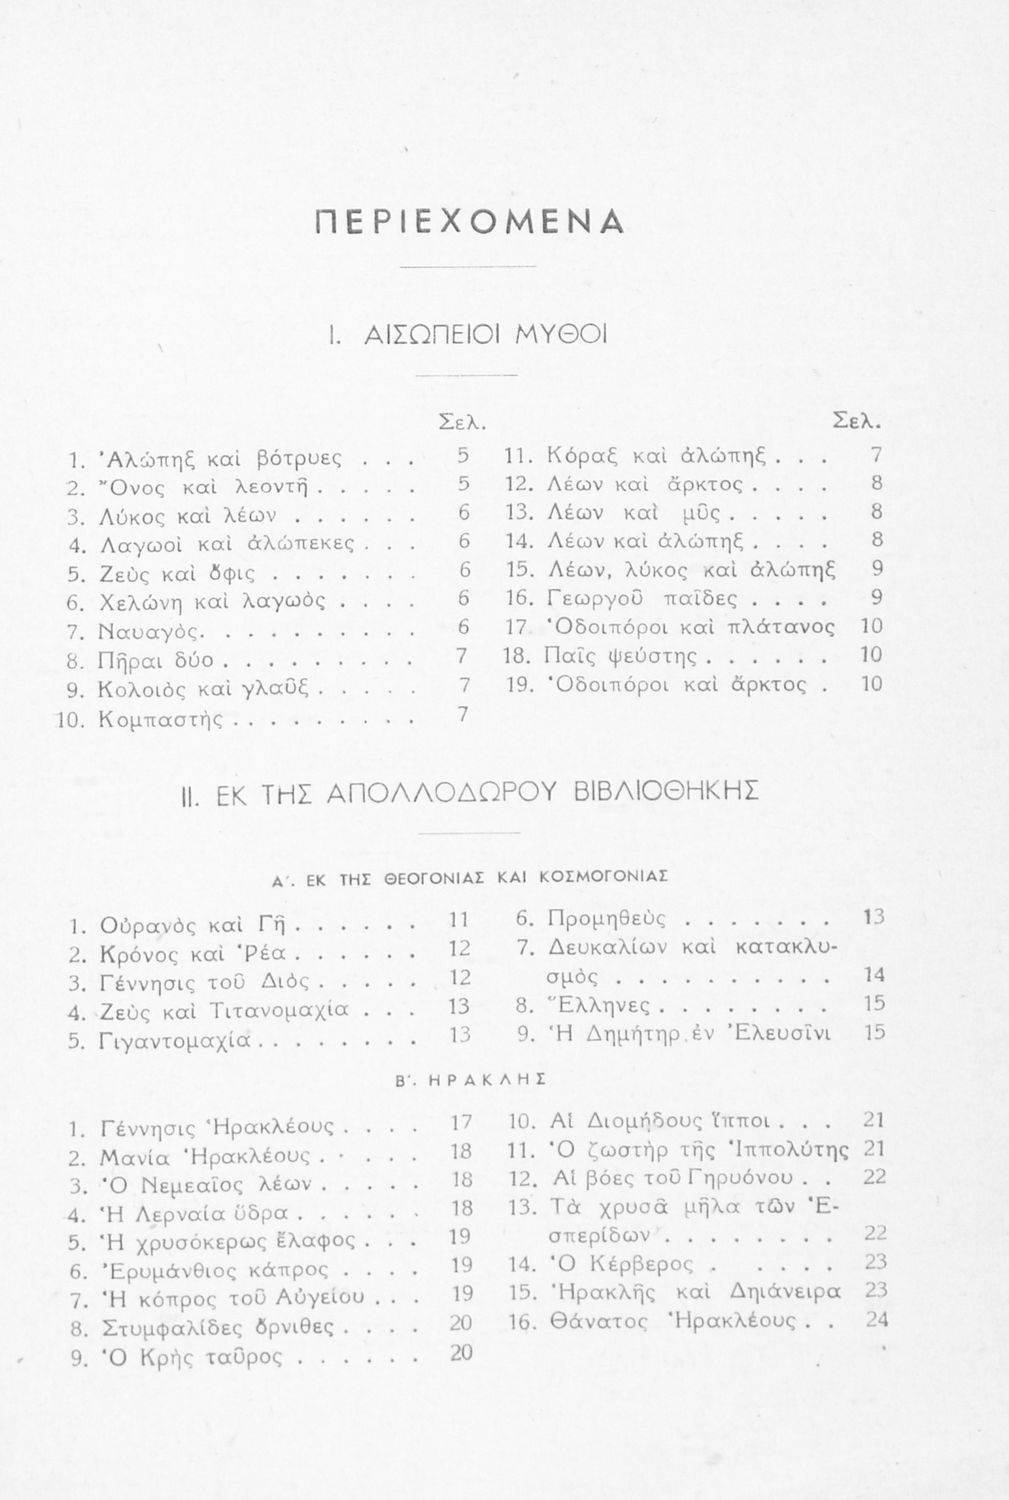 ΠΕΡΙΕΧΟΜΕΝΑ
I. ΑΙΣΩΠΕΙΟΙ ΜΥΘΟΙ
Σελ.
1. Ἀλώπηξ καὶ βότρυες . . . 5
2. Ὄνος καὶ λεοντῆ . . . . . 5
3. Λύκος καὶ λέων . . . . . . 6
4. Λαγωοὶ καὶ ἀλώπεκες . . . 6
5. Ζεὺς καὶ ὄφις . . . . . . . 6
6. Χελώνη καὶ λαγωὸς . . . . 6
7. Ναυαγὸς. . . . . . . . . . 6
8. Πῆραι δύο . . . . . . . . . 7
9. Κολοιὸς καὶ γλαῦξ . . . . . 7
10. Κομπαστὴς . . . . . . . . . 7
Σελ.
11. Κόραξ καὶ ἀλώπηξ . . . 7
12. Λέων καὶ ἄρκτος . . . . 8
13. Λέων καὶ μῦς . . . . . 8
14. Λέων καὶ ἀλώπηξ . . . . 8
15. Λέων, λύκος καὶ ἀλώπηξ 9
16. Γεωργοῦ παῖδες . . . . 9
17. Ὁδοιπόροι καὶ πλάτανος 10
18. Παῖς ψεύστης . . . . . . 10
19. Ὁδοιπόροι καὶ ἄρκτος . 10
II. ΕΚ ΤΗΣ ΑΠΟΛΛΟΔΩΡΟΥ ΒΙΒΛΙΟΘΗΚΗΣ
Α΄. ΕΚ ΤΗΣ ΘΕΟΓΟΝΙΑΣ ΚΑΙ ΚΟΣΜΟΓΟΝΙΑΣ
1. Οὐρανὸς καὶ Γῆ . . . . . . 11
2. Κρόνος καὶ Ῥέα . . . . . . 12
3. Γέννησις τοῦ Διὸς . . . . . 12
4. Ζεὺς καὶ Τιτανομαχία . . . 13
5. Γιγαντομαχία . . . . . . . . 13
6. Προμηθεὺς . . . . . . . 13
7. Δευκαλίων καὶ κατακλυ-
σμὸς . . . . . . . . . . 14
8. Ἕλληνες . . . . . . . . 15
9. Ἡ Δημήτηρ ἐν Ἐλευσῖνι 15
Β΄. ΗΡΑΚΛΗΣ
1. Γέννησις Ἡρακλέους . . . . 17
2. Μανία Ἡρακλέους . . . . . 18
3. Ὁ Νεμεαῖος λέων . . . . . 18
4. Ἡ Λερναία ὕδρα . . . . . . 18
5. Ἡ χρυσόκερως ἔλαφος . . . 19
6. Ἐρυμάνθιος κάπρος . . . . 19
7. Ἡ κόπρος τοῦ Αὐγείου . . . 19
8. Στυμφαλίδες ὄρνιθες . . . . 20
9. Ὁ Κρὴς ταῦρος . . . . . . 20
10. Αἱ Διομήδους ἵπποι . . . 21
11. Ὁ ζωστὴρ τῆς Ἱππολύτης 21
12. Αἱ βόες τοῦ Γηρυόνου . . 22
13. Τὰ χρυσᾶ μῆλα τῶν Ἑ-
σπερίδων . . . . . . . . 22
14. Ὁ Κέρβερος . . . . . 23
15. Ἡρακλῆς καὶ Δηιάνειρα 23
16. Θάνατος Ἡρακλέους . . 24